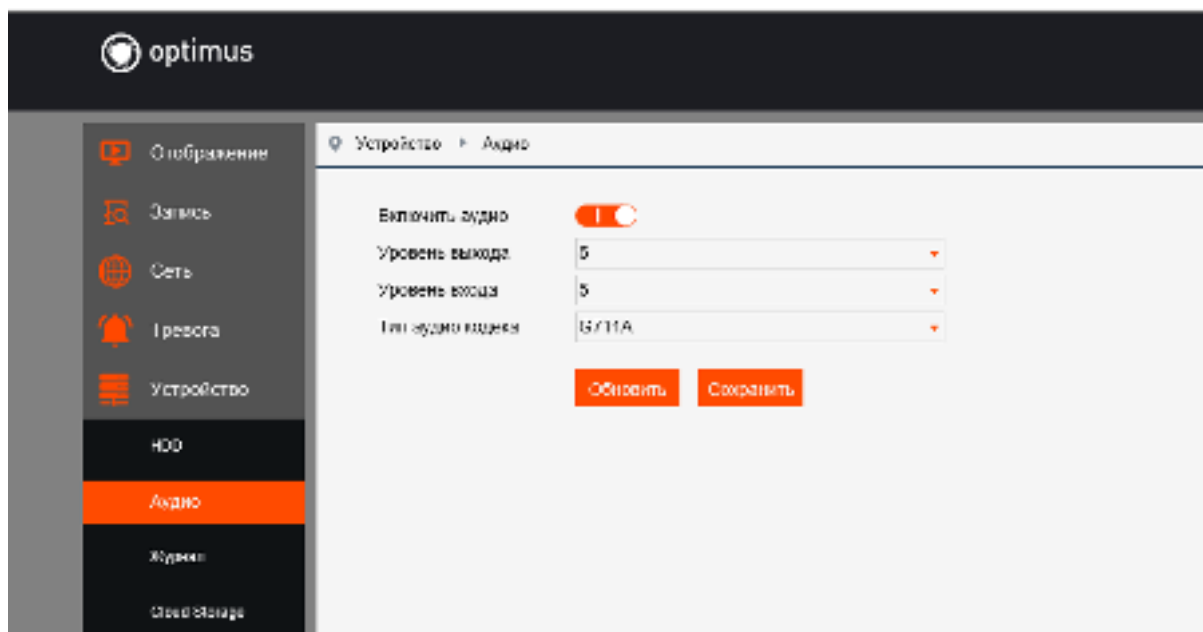 optimus
Отображение
Запись
Сеть
Тревога
Устройство
HDD
Аудио
Журнал
Cloud Storage
Устройство Аудио
Включить аудио
Уровень выхода 5
Уровень входа 5
Тип аудио кодека G711A
Обновить Сохранить